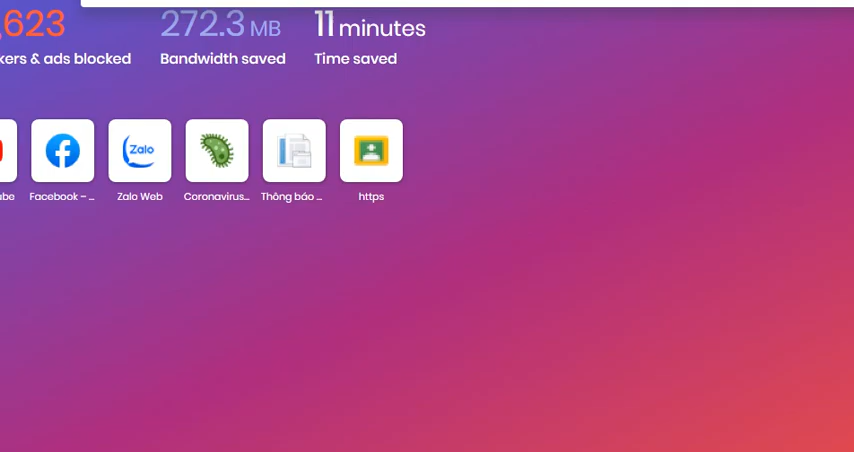 ,623
272.3 MB
11 minutes
kers & ads blocked
Bandwidth saved
Time saved
Zalo
ube
Facebook – ...
Zalo Web
Coronavirus...
Thông báo ...
https